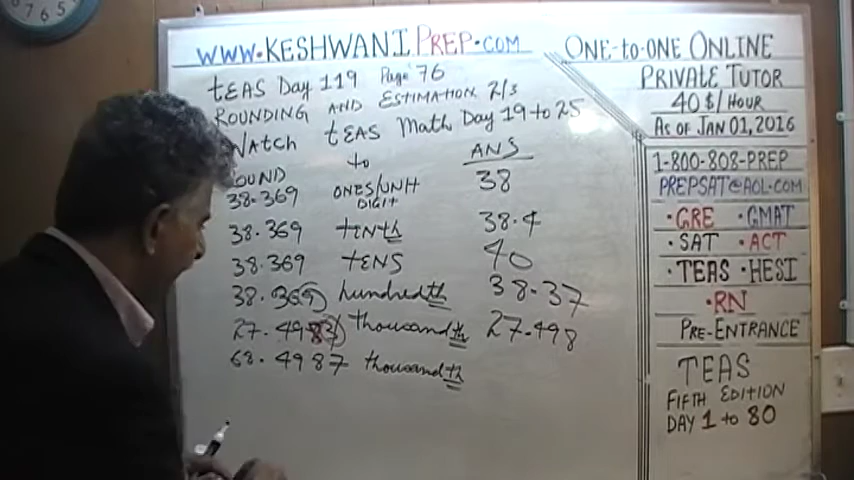 7 6 5
WWW.KESHWANIPREP.COM
tEAS Day 119 Page 76
ROUNDING AND ESTIMATION 2/3
WAtcH tEAS Math Day 19 to 25
ROUND to ANS
38.369 ONES/UNIt DIGIt 38
38.369 tENth 38.4
38.369 tENS 40
38.369 hundredth 38.37
27.4983 thousandth 27.498
68.4987 thousandth
ONE-to-ONE ONLINE
PRIVAtE TUtOR
40$/HOUR
As of JAN 01, 2016
1-800-808-PREP
PREPSAT@AOL.COM
• GRE • GMAT
• SAT • ACT
• TEAS • HESI
• RN
PRE-ENTRANCE
TEAS
FIFTH EDITION
DAY 1 to 80